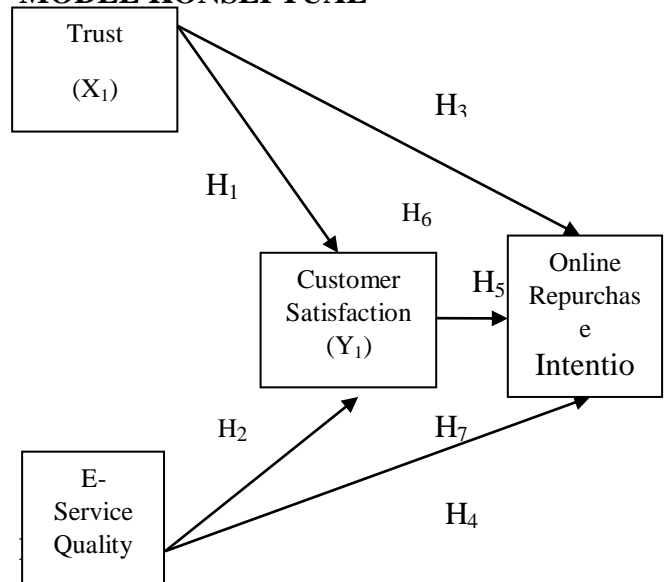 MODEL KONSEPTUAL
Trust
(X₁)
H₃
H₁
H₆
Customer
Satisfaction
(Y₁)
H₅
Online
Repurchas
e
Intentio
H₂
H₇
E-
Service
Quality
H₄